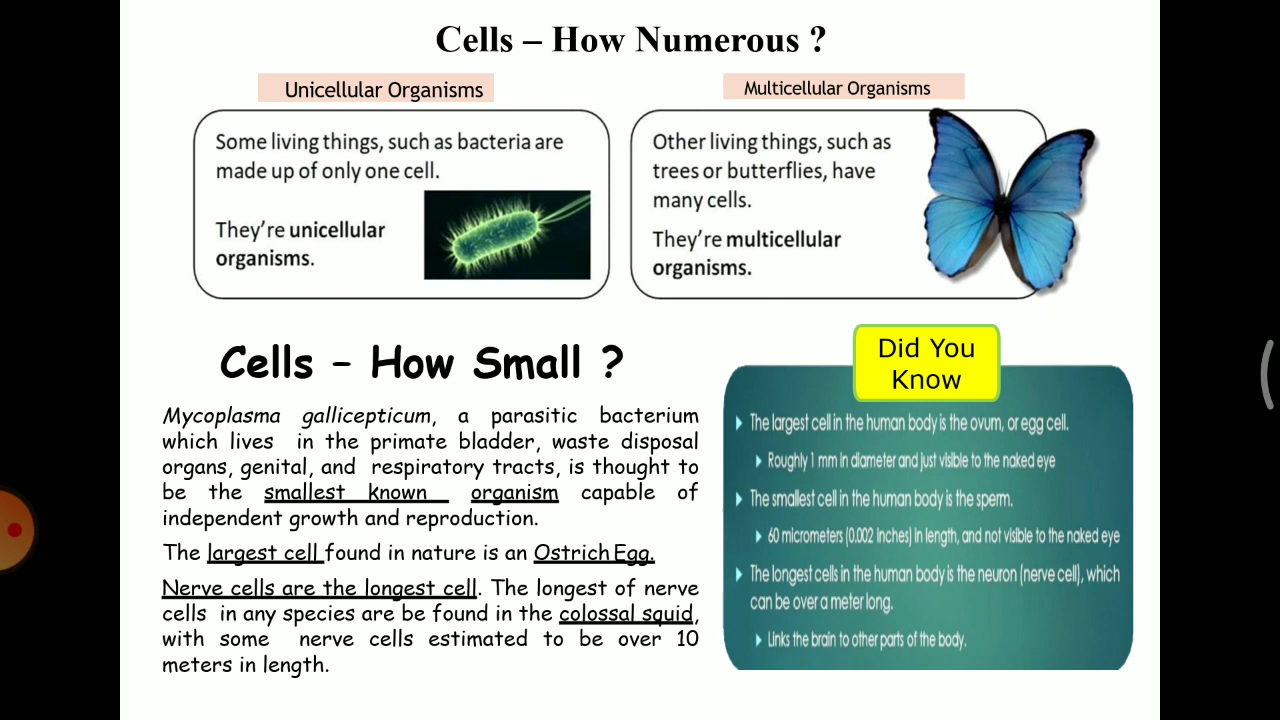 Cells – How Numerous ?
Unicellular Organisms
Some living things, such as bacteria are
made up of only one cell.
They're unicellular
organisms.
Multicellular Organisms
Other living things, such as
trees or butterflies, have
many cells.
They're multicellular
organisms.
Cells – How Small ?
Mycoplasma gallicepticum, a parasitic bacterium
which lives in the primate bladder, waste disposal
organs, genital, and respiratory tracts, is thought to
be the smallest known organism capable of
independent growth and reproduction.
The largest cell found in nature is an Ostrich Egg.
Nerve cells are the longest cell. The longest of nerve
cells in any species are be found in the colossal squid,
with some nerve cells estimated to be over 10
meters in length.
Did You
Know
The largest cell in the human body is the ovum, or egg cell.
Roughly 1 mm in diameter and just visible to the naked eye
The smallest cell in the human body is the sperm.
60 micrometers (0.002 inches) in length, and not visible to the naked eye
The longest cells in the human body is the neuron (nerve cell), which
can be over a meter long.
Links the brain to other parts of the body.